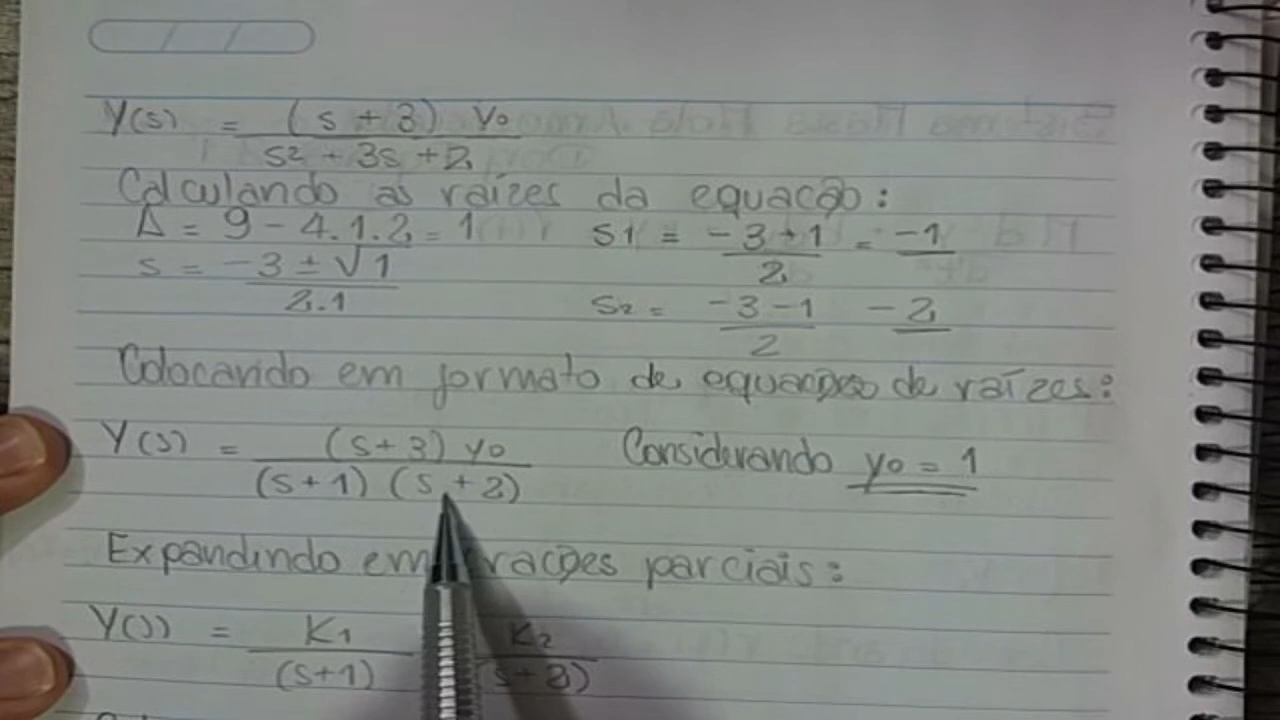 Y(s) = (s + 3) y0 / s2 + 3s + 2
Calculando as raízes da equação:
Δ = 9 - 4.1.2 = 1 s1 = -3+1 / 2 = -1
s = -3 ± √1 / 2.1 s2 = -3-1 / 2 -2
Colocando em formato de equações de raízes:
Y(s) = (s+3) y0 / (s+1) (s+2) Considerando y0 = 1
Expandindo em frações parciais:
Y(s) = K1 / (s+1) K2 / (s+2)